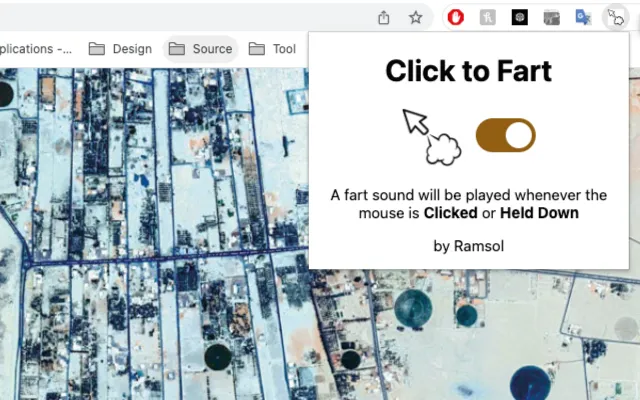 plications -...
Design
Source
Tool
Click to Fart
A fart sound will be played whenever the
mouse is Clicked or Held Down
by Ramsol